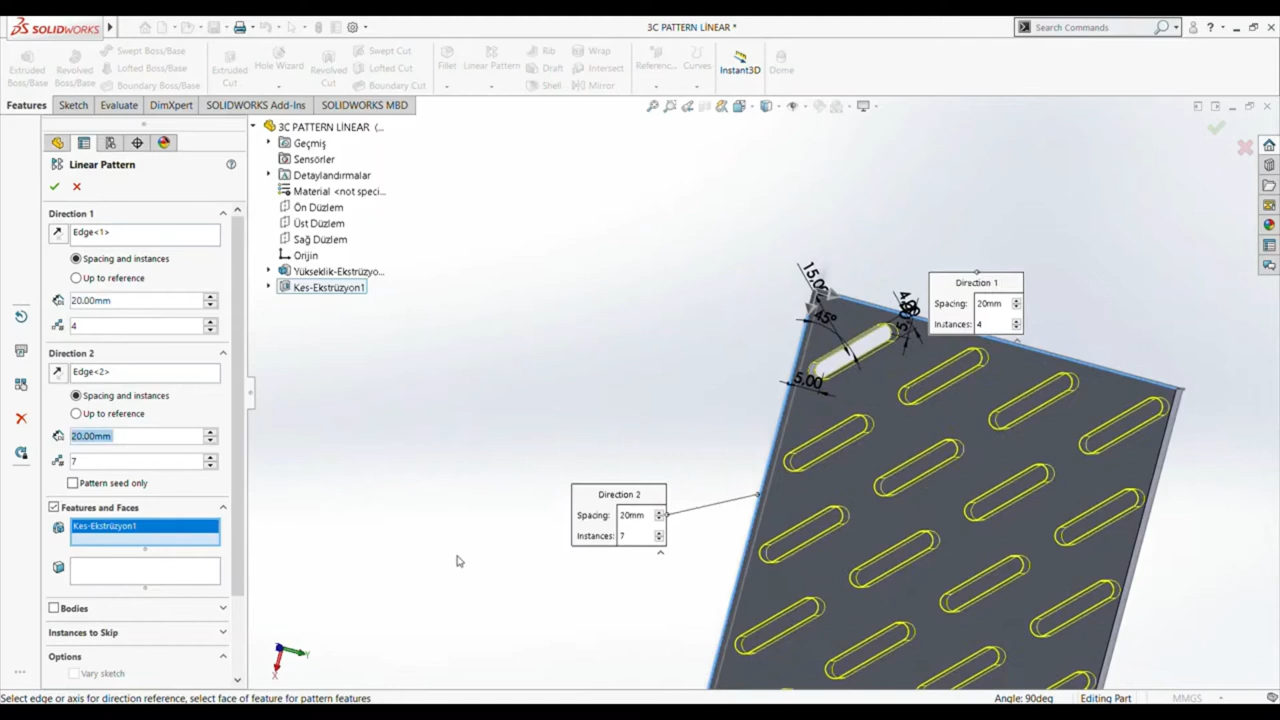 SOLIDWORKS
3C PATTERN LİNEAR *
Search Commands
Extruded Boss/Base
Revolved Boss/Base
Swept Boss/Base
Lofted Boss/Base
Boundary Boss/Base
Extruded Cut
Hole Wizard
Revolved Cut
Swept Cut
Lofted Cut
Boundary Cut
Fillet
Linear Pattern
Rib
Draft
Shell
Wrap
Intersect
Mirror
Referenc...
Curves
Instant3D
Dome
Features
Sketch
Evaluate
DimXpert
SOLIDWORKS Add-Ins
SOLIDWORKS MBD
Linear Pattern
Direction 1
Edge<1>
Spacing and instances
Up to reference
20.00mm
4
Direction 2
Edge<2>
Spacing and instances
Up to reference
20.00mm
7
Pattern seed only
Features and Faces
Kes-Ekstrüzyon1
Bodies
Instances to Skip
Options
Vary sketch
3C PATTERN LİNEAR (...
Geçmiş
Sensörler
Detaylandırmalar
Material <not speci...
Ön Düzlem
Üst Düzlem
Sağ Düzlem
Orijin
Yükseklik-Ekstrüzyo...
Kes-Ekstrüzyon1
45°
5.00
Direction 1
Spacing: 20mm
Instances: 4
Direction 2
Spacing: 20mm
Instances: 7
Select edge or axis for direction reference, select face of feature for pattern features
Angle: 90deg
Editing Part
MMGS